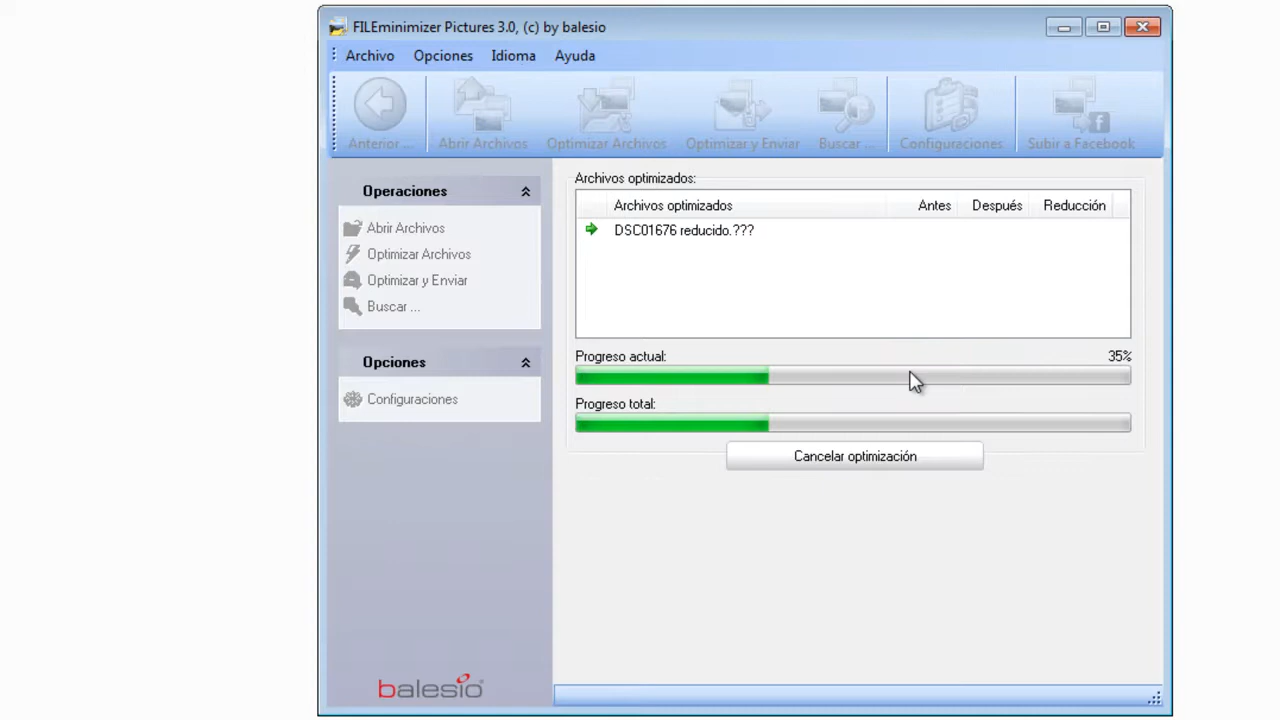 FILEminimizer Pictures 3.0, (c) by balesio
Archivo Opciones Idioma Ayuda
Anterior ... Abrir Archivos Optimizar Archivos Optimizar y Enviar Buscar ... Configuraciones Subir a Facebook
Operaciones
Abrir Archivos
Optimizar Archivos
Optimizar y Enviar
Buscar ...
Opciones
Configuraciones
balesio
Archivos optimizados:
Archivos optimizados Antes Después Reducción
DSC01676 reducido.???
Progreso actual: 35%
Progreso total:
Cancelar optimización